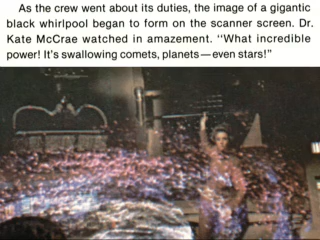 As the crew went about its duties, the image of a gigantic
black whirlpool began to form on the scanner screen. Dr.
Kate McCrae watched in amazement. “What incredible
power! It’s swallowing comets, planets—even stars!”